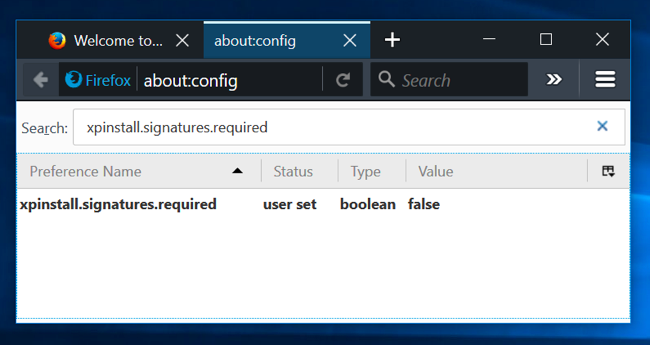 Welcome to...
about:config
Firefox
about:config
Search
Search:
xpinstall.signatures.required
Preference Name
Status
Type
Value
xpinstall.signatures.required
user set
boolean
false